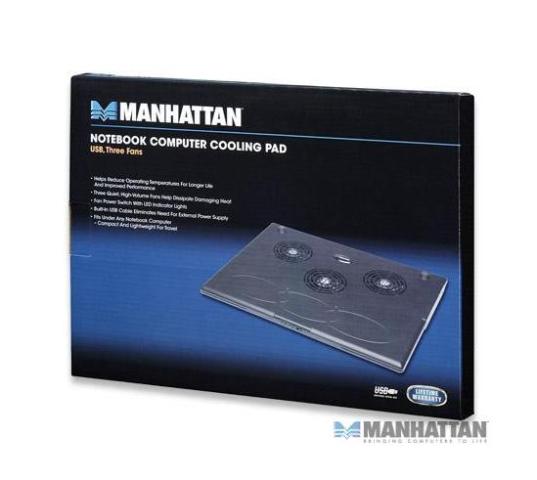 MANHATTAN
NOTEBOOK COMPUTER COOLING PAD
USB, Three Fans
• Helps Reduce Operating Temperatures For Longer Life
And Improved Performance
• Three Quiet, High-Volume Fans Help Dissipate Damaging Heat
• Fan Power Switch With LED Indicator Lights
• Built-in USB Cable Eliminates Need For External Power Supply
• Fits Under Any Notebook Computer
- Compact And Lightweight For Travel
USB
LIFETIME
WARRANTY
MANHATTAN
BRINGING COMPUTERS TO LIFE